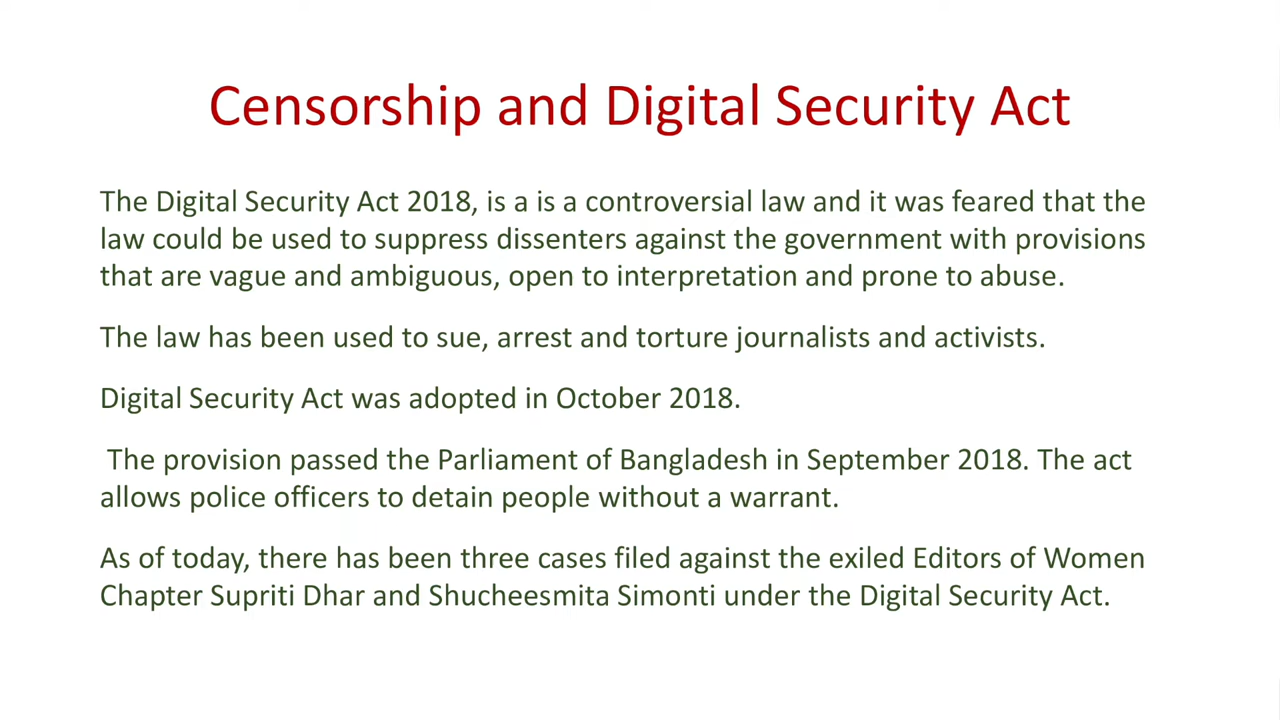 Censorship and Digital Security Act
The Digital Security Act 2018, is a is a controversial law and it was feared that the
law could be used to suppress dissenters against the government with provisions
that are vague and ambiguous, open to interpretation and prone to abuse.
The law has been used to sue, arrest and torture journalists and activists.
Digital Security Act was adopted in October 2018.
The provision passed the Parliament of Bangladesh in September 2018. The act
allows police officers to detain people without a warrant.
As of today, there has been three cases filed against the exiled Editors of Women
Chapter Supriti Dhar and Shucheesmita Simonti under the Digital Security Act.